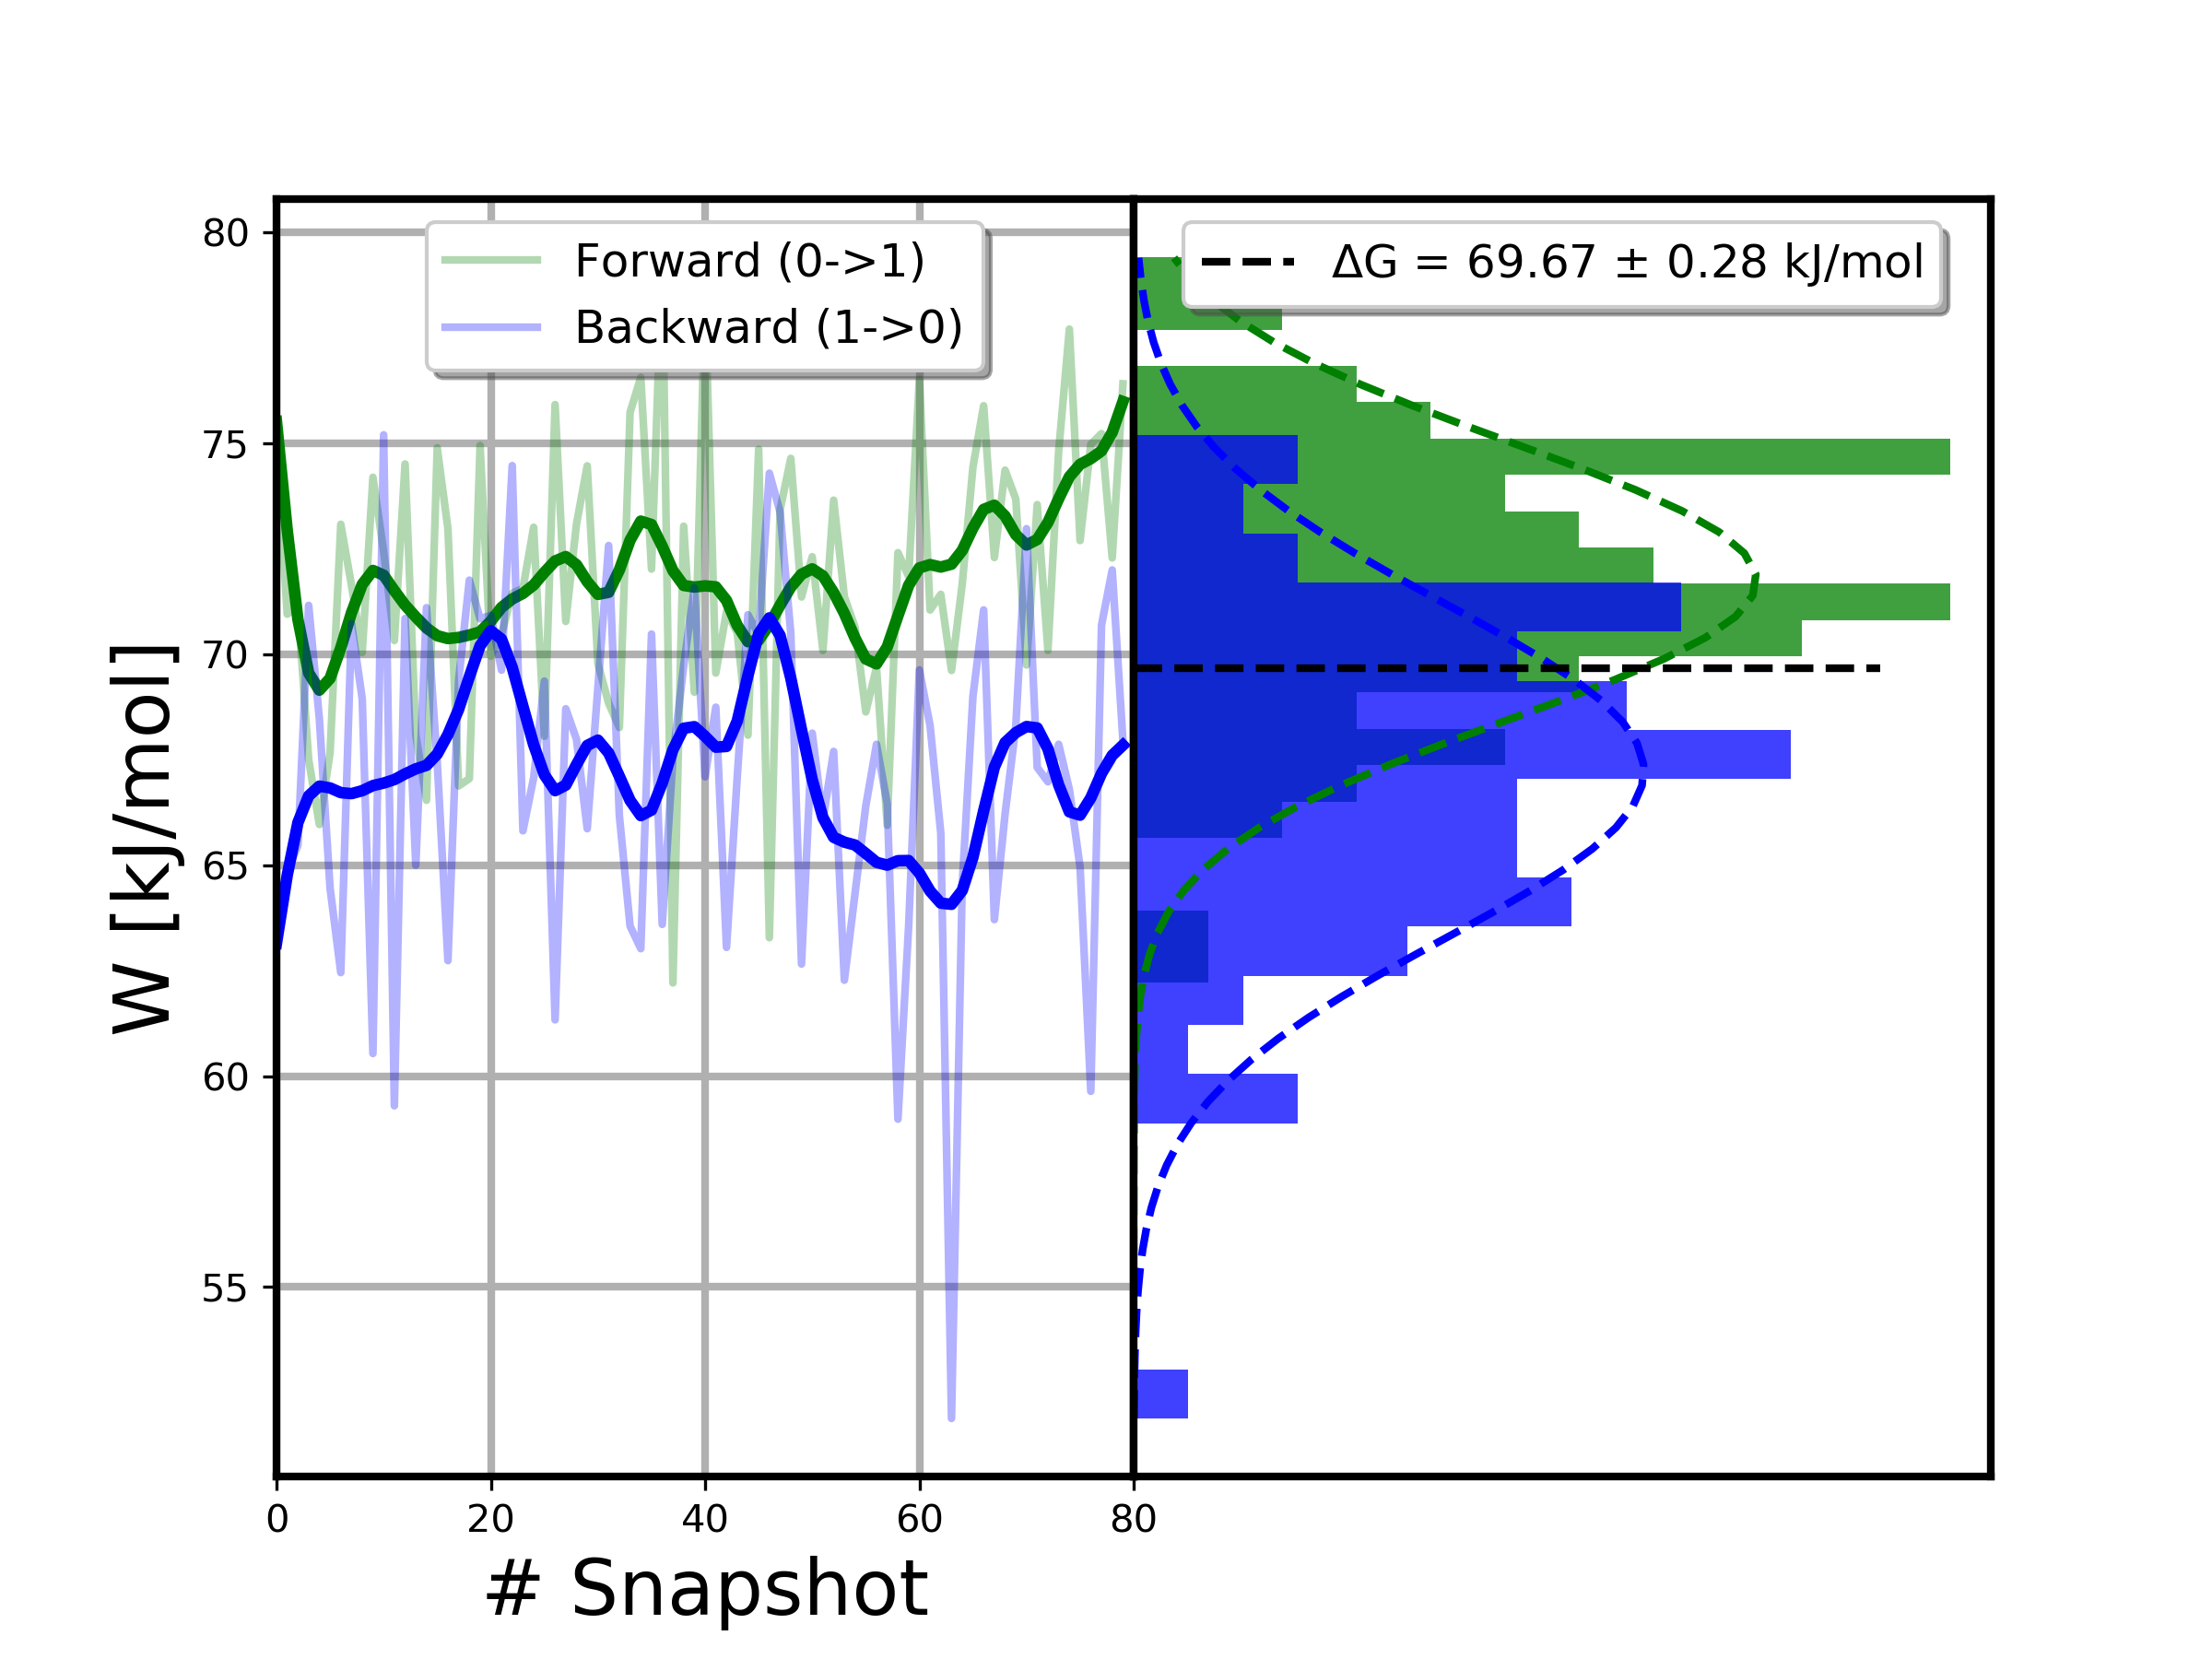 Forward (0->1)
Backward (1->0)
ΔG = 69.67 ± 0.28 kJ/mol
W [kJ/mol]
80
75
70
65
60
55
0 20 40 60 80
# Snapshot